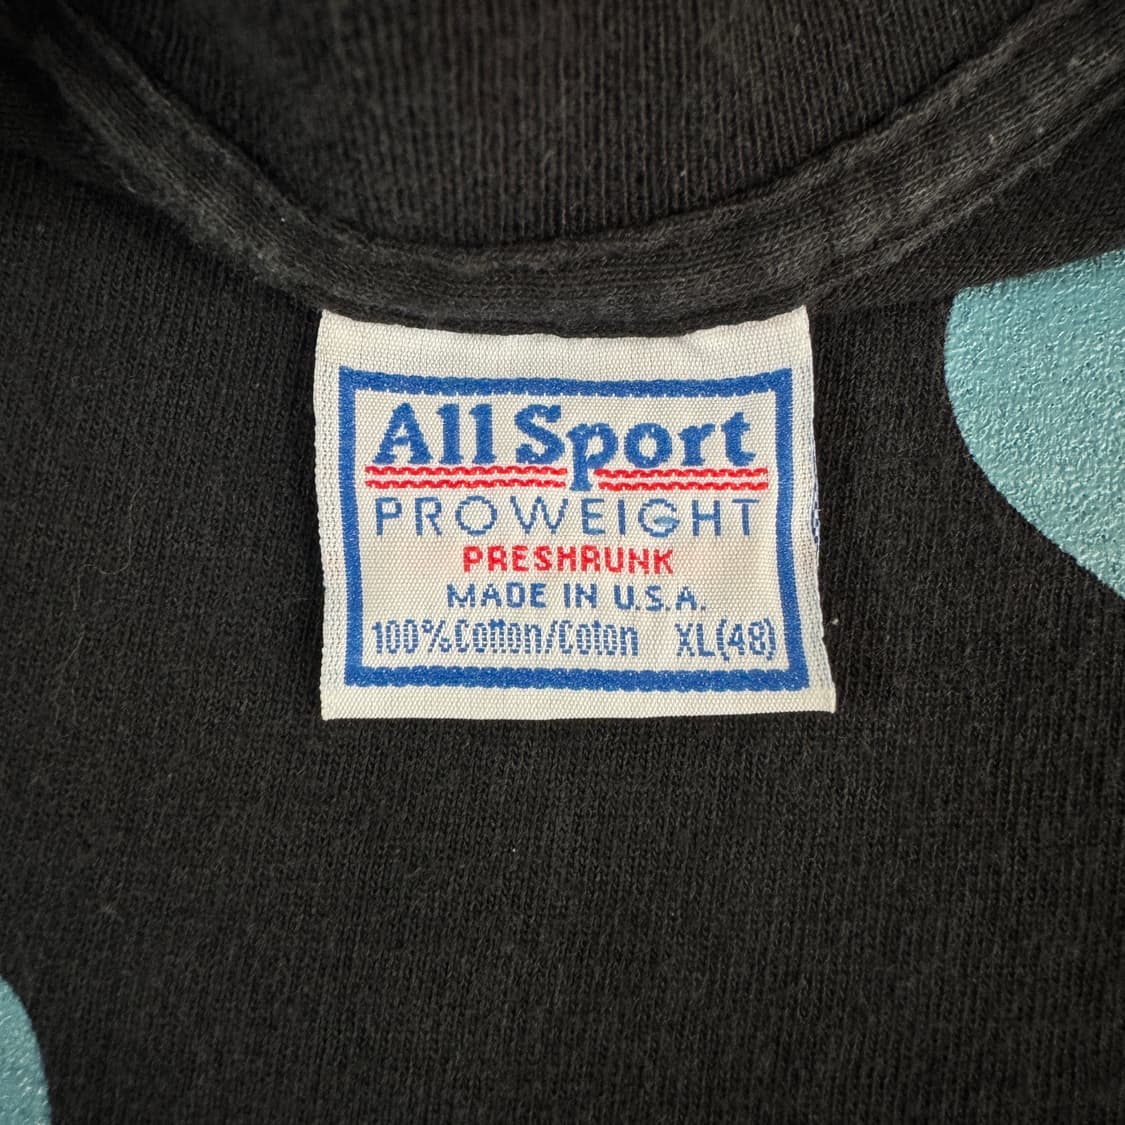 All Sport
PROWEIGHT
PRESHRUNK
MADE IN U.S.A.
100% Cotton/Coton XL(48)